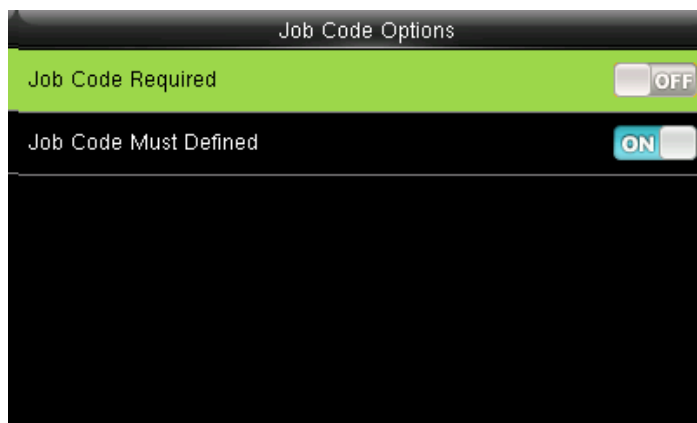 Job Code Options
Job Code Required OFF
Job Code Must Defined ON